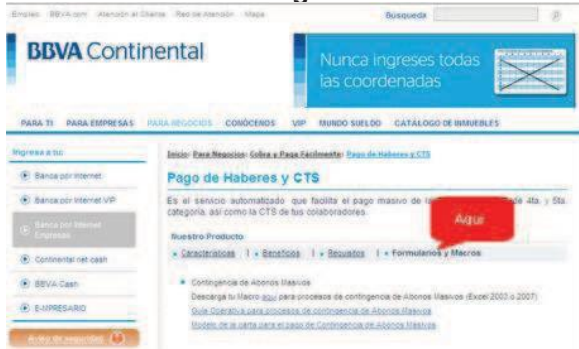 Empleo BBVA.com Atención al Cliente Red de Atención Mapa Búsqueda
BBVA Continental
Nunca ingreses todas
las coordenadas
PARA TI PARA EMPRESAS PARA NEGOCIOS CONÓCENOS VIP MUNDO SUELDO CATÁLOGO DE INMUEBLES
Ingresa a tu:
Banca por Internet
Banca por Internet VIP
Banca por Internet
Empresas
Continental net cash
BBVA Cash
E-MPRESARIO
Aviso de seguridad
Inicio: Para Negocios: Cobra y Paga Fácilmente: Pago de Haberes y CTS
Pago de Haberes y CTS
Es el servicio automatizado que facilita el pago masivo de de 4ta. y 5ta
categoría, así como la CTS de tus colaboradores.
Aquí
Nuestro Producto
Características | Beneficios | Requisitos | Formularios y Macros
Contingencia de Abonos Masivos
Descarga tu Macro aquí para procesos de contingencia de Abonos Masivos (Excel 2003 o 2007)
Guía Operativa para procesos de contingencia de Abonos Masivos
Modelo de la carta para el pago de Contingencia de Abonos Masivos